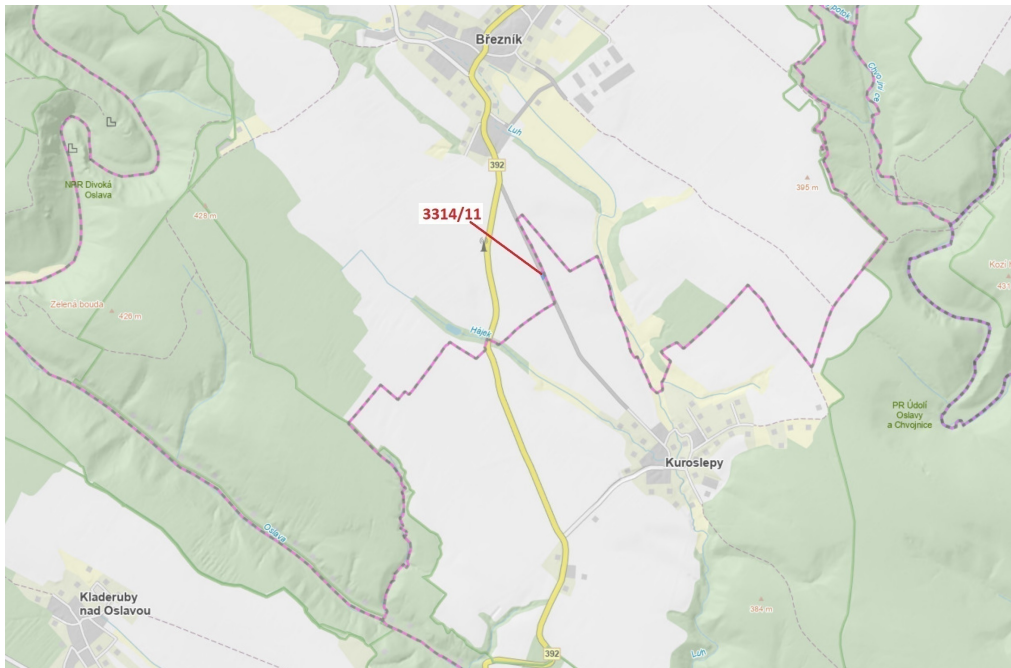 Březník
Chvojnice
Luh
392
NPR Divoká
Oslava
395 m
428 m
3314/11
Zelená bouda
426 m
Hájek
PR Údolí
Oslavy
a Chvojnice
Kuroslepy
Oslava
Kladeruby
nad Oslavou
384 m
392
Luh